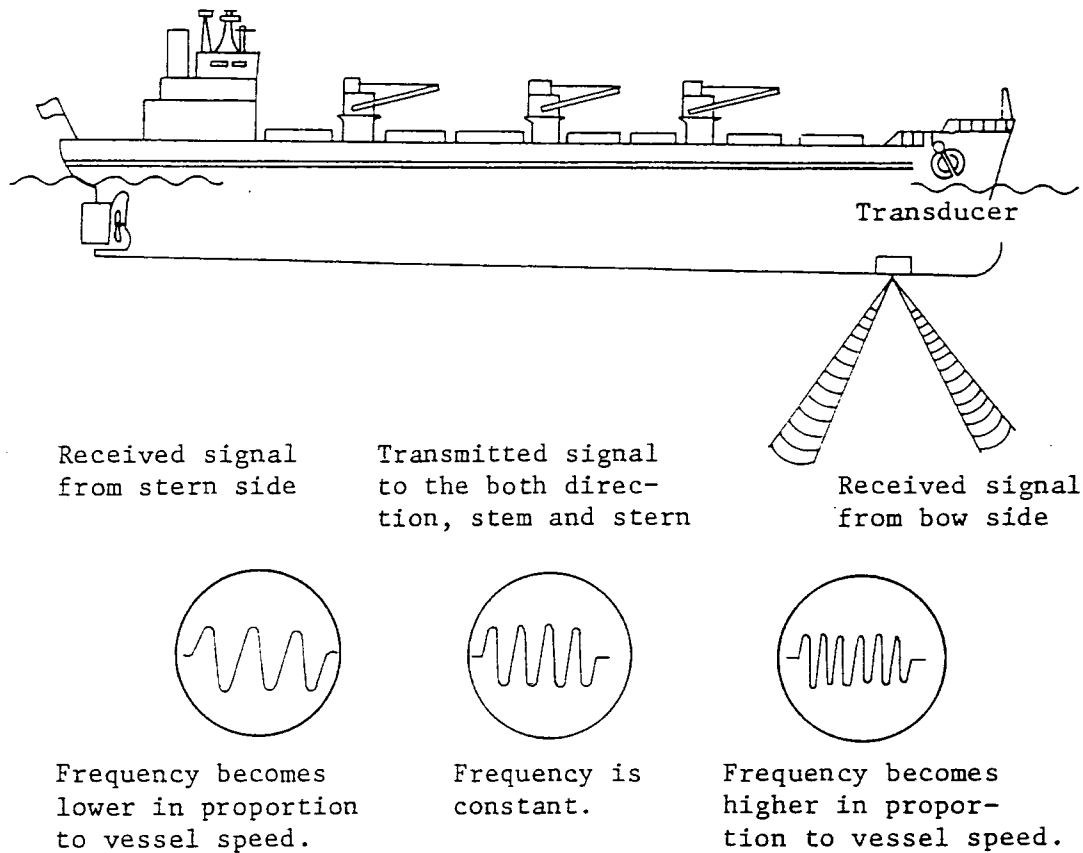 Transducer
Received signal
from stern side
Transmitted signal
to the both direc-
tion, stem and stern
Received signal
from bow side
Frequency becomes
lower in proportion
to vessel speed.
Frequency is
constant.
Frequency becomes
higher in propor-
tion to vessel speed.